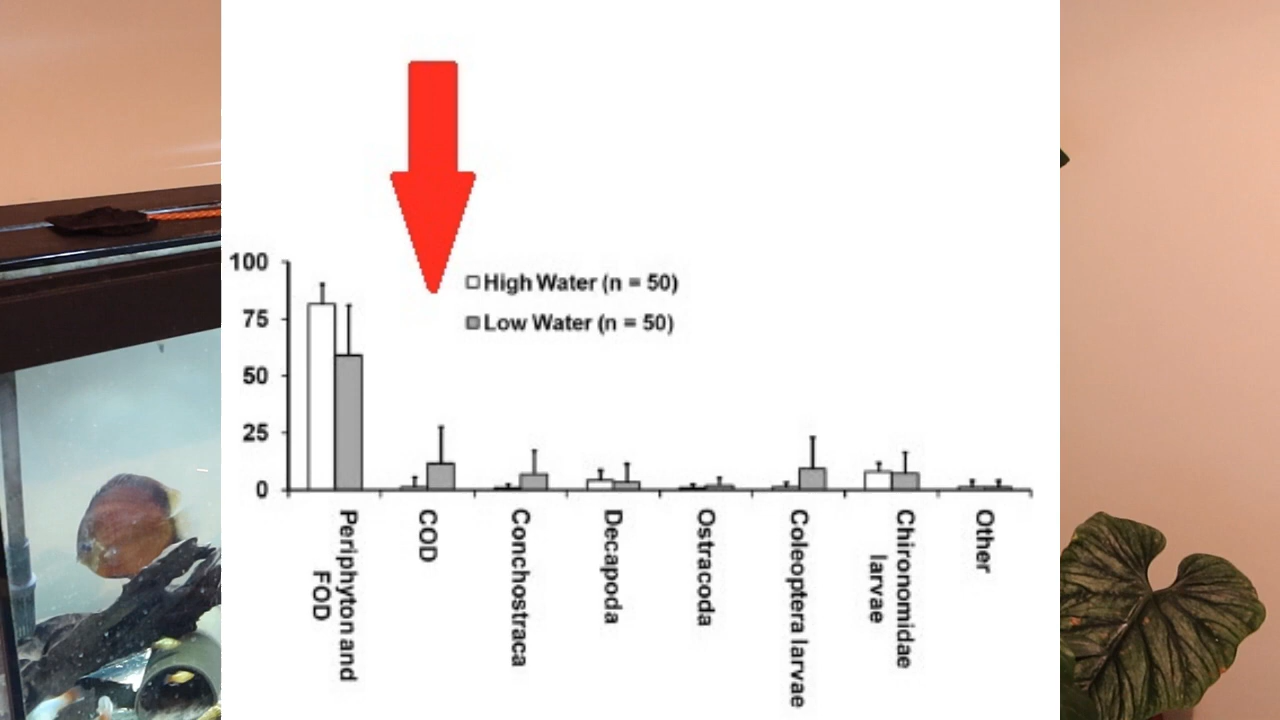 100
75
50
25
0
High Water (n = 50)
Low Water (n = 50)
Periphyton and
FOD
COD
Conchostraca
Decapoda
Ostracoda
Coleoptera larvae
Chironomidae
larvae
Other